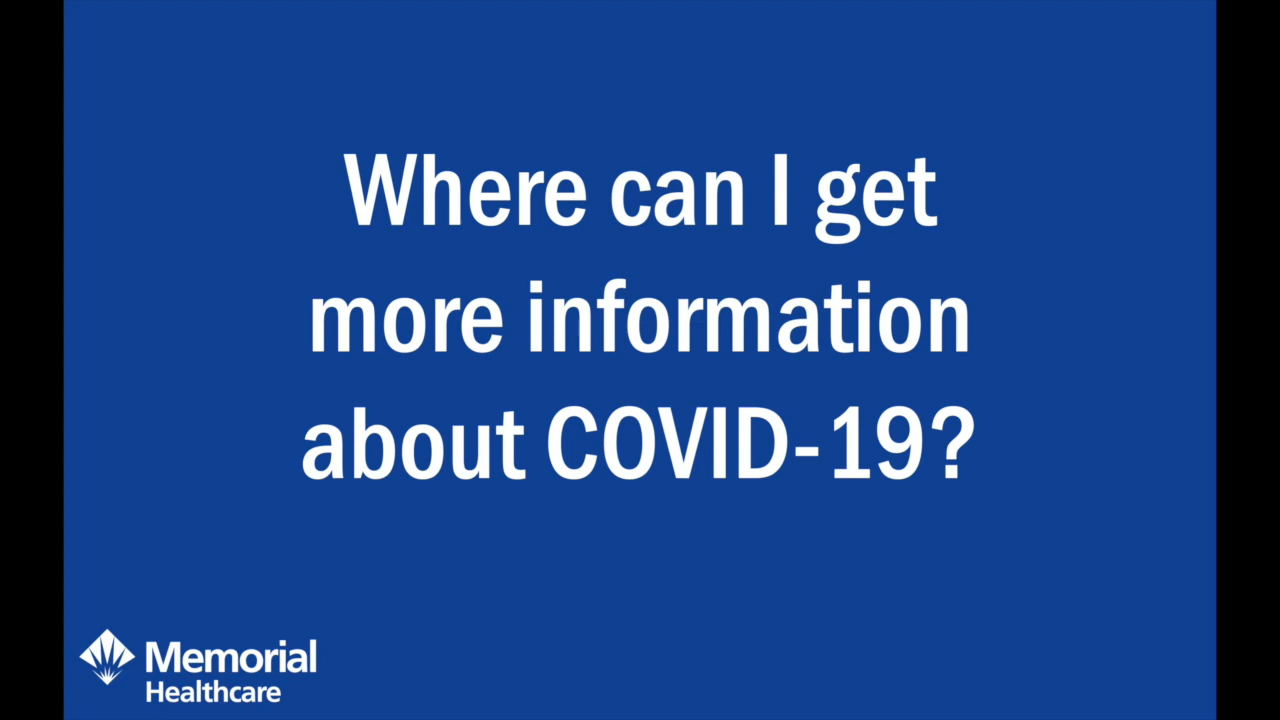 Where can I get
more information
about COVID-19?
Memorial
Healthcare